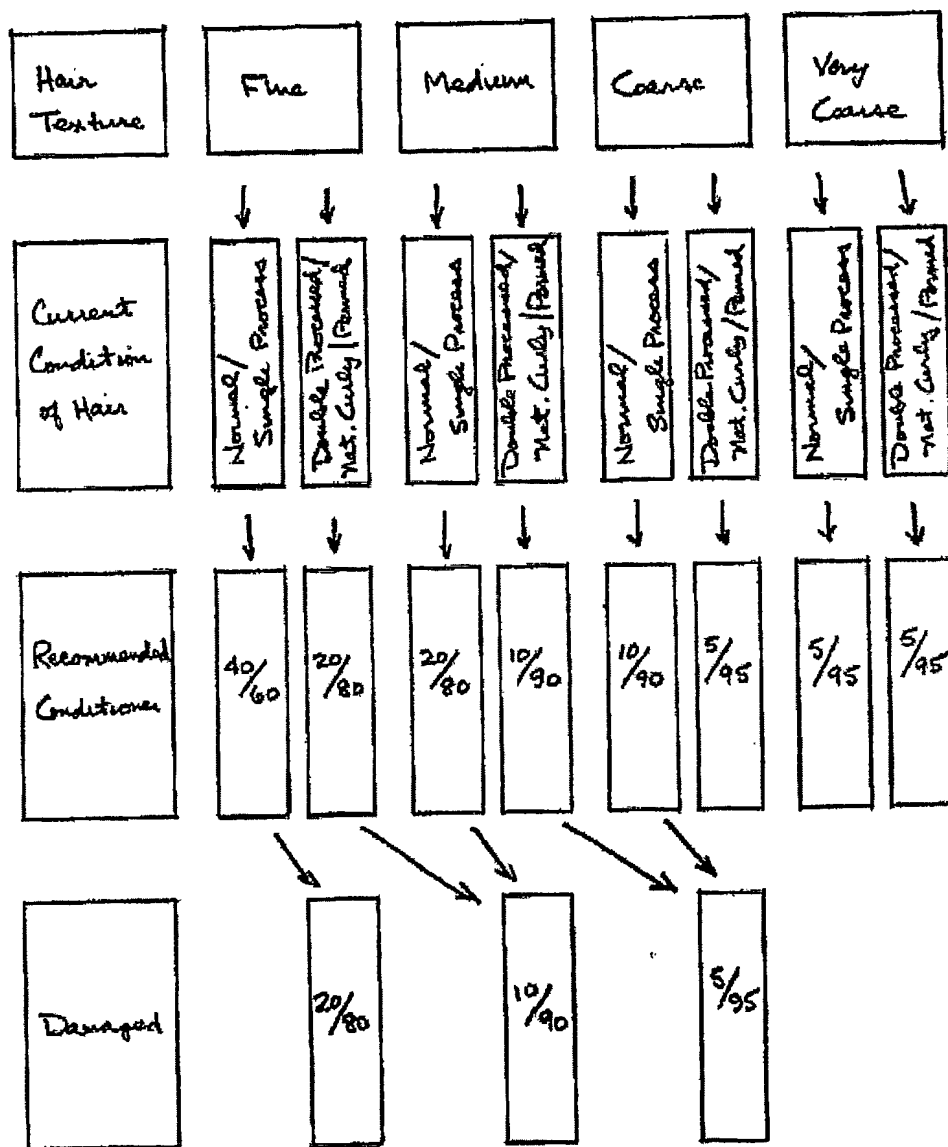 Hair
Texture
Fine
Medium
Coarse
Very
Coarse
Current
Condition
of Hair
Normal/
Single Process
Double Processed/
Nat. Curly/Permed
Normal/
Single Process
Double Processed/
Nat. Curly/Permed
Normal/
Single Process
Double Processed/
Nat. Curly/Permed
Normal/
Single Process
Double Processed/
Nat. Curly/Permed
Recommended
Conditioner
40/60
20/80
20/80
10/90
10/90
5/95
5/95
5/95
Damaged
20/80
10/90
5/95